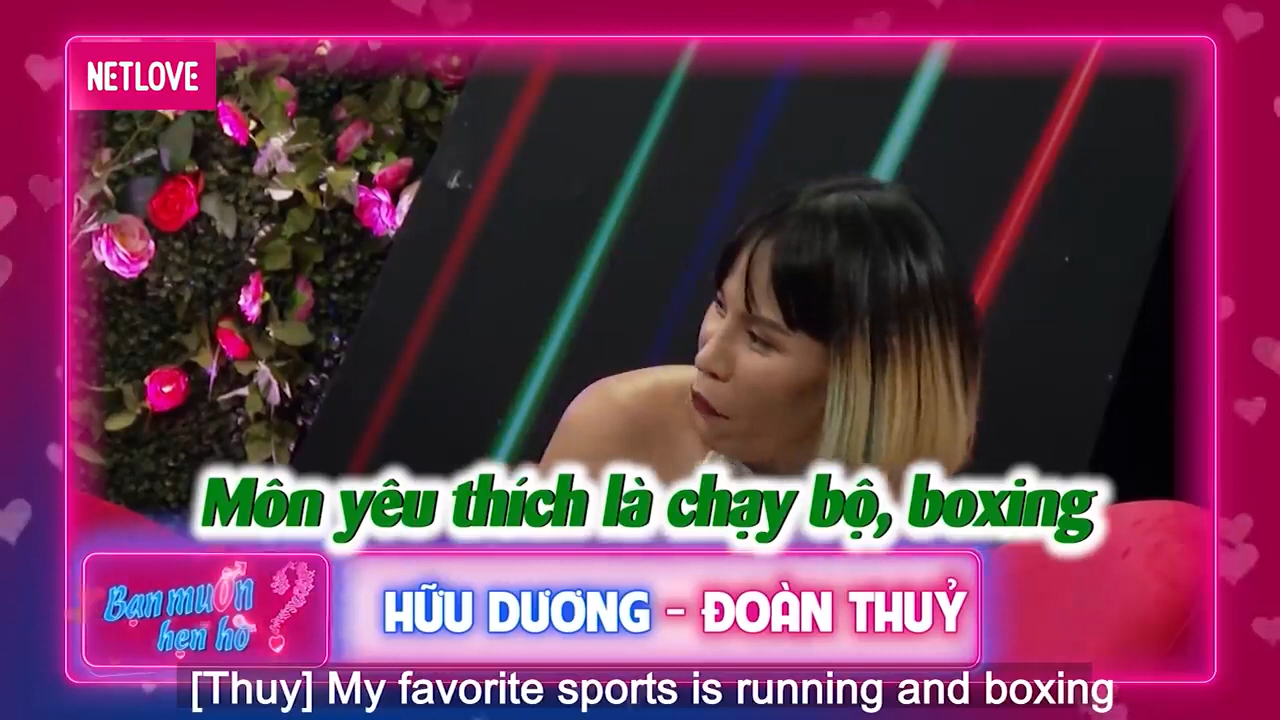 NETLOVE
Môn yêu thích là chạy bộ, boxing
Bạn muốn
hẹn hò
HỮU DƯƠNG - ĐOÀN THUỶ
[Thuy] My favorite sports is running and boxing